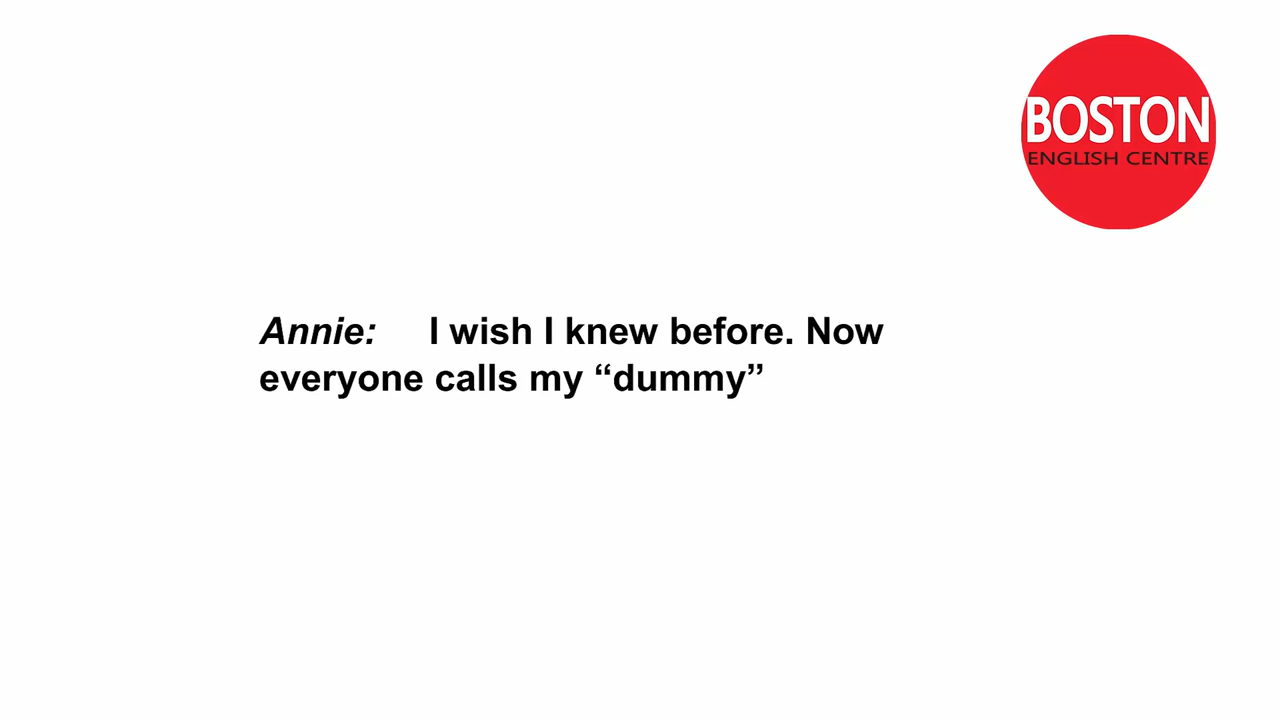 BOSTON
ENGLISH CENTRE
Annie: I wish I knew before. Now
everyone calls my “dummy”